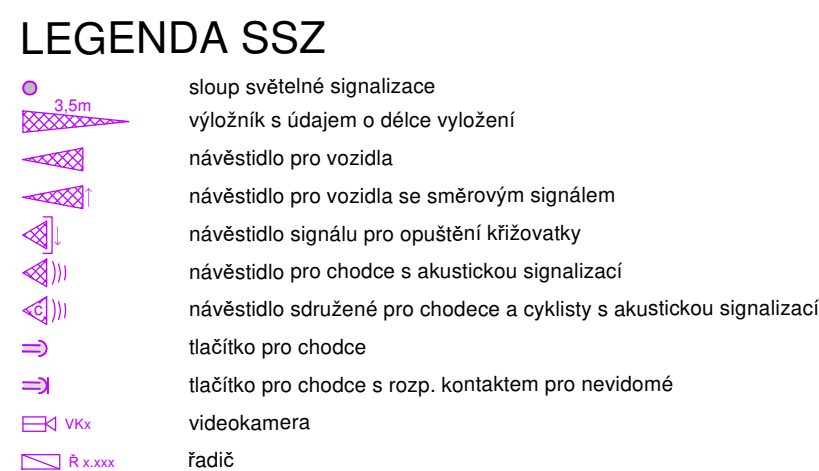 LEGENDA SSZ
sloup světelné signalizace
3,5m
výložník s údajem o délce vyložení
návěstidlo pro vozidla
návěstidlo pro vozidla se směrovým signálem
návěstidlo signálu pro opuštění křižovatky
návěstidlo pro chodce s akustickou signalizací
C
návěstidlo sdružené pro chodece a cyklisty s akustickou signalizací
tlačítko pro chodce
tlačítko pro chodce s rozp. kontaktem pro nevidomé
VKx videokamera
Ř x.xxx řadič